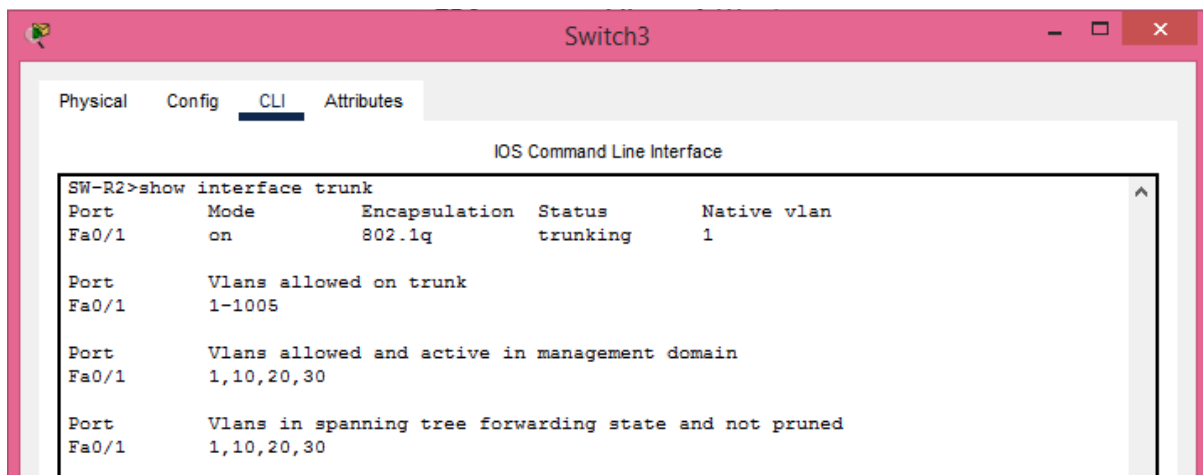 Switch3
Physical Config CLI Attributes
IOS Command Line Interface
SW-R2>show interface trunk
Port Mode Encapsulation Status Native vlan
Fa0/1 on 802.1q trunking 1
Port Vlans allowed on trunk
Fa0/1 1-1005
Port Vlans allowed and active in management domain
Fa0/1 1,10,20,30
Port Vlans in spanning tree forwarding state and not pruned
Fa0/1 1,10,20,30